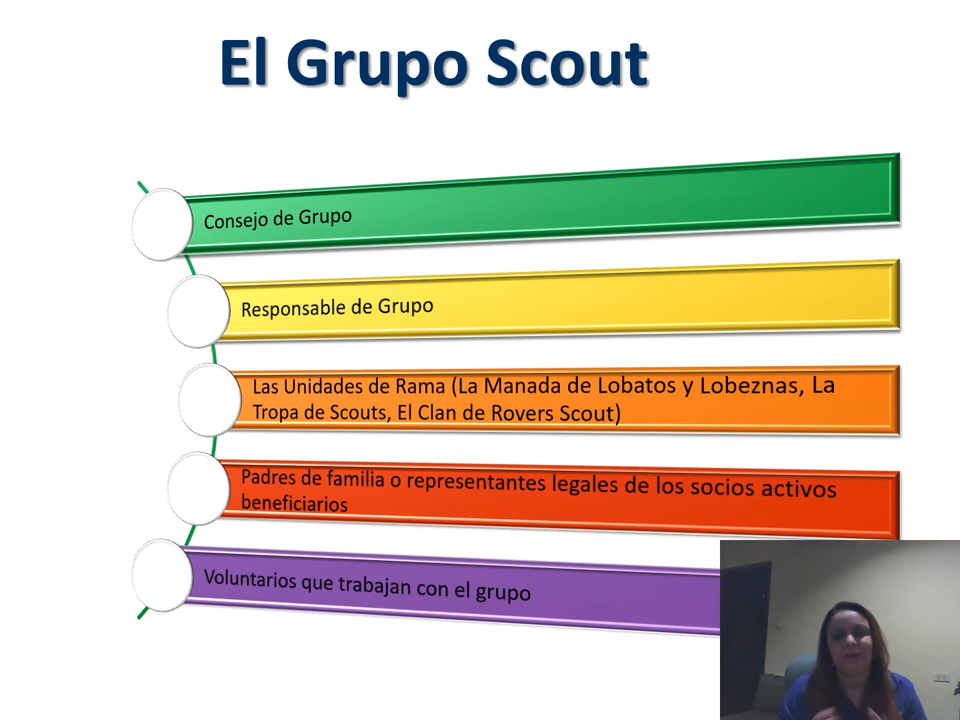 El Grupo Scout
Consejo de Grupo
Responsable de Grupo
Las Unidades de Rama (La Manada de Lobatos y Lobeznas, La
Tropa de Scouts, El Clan de Rovers Scout)
Padres de familia o representantes legales de los socios activos
beneficiarios
Voluntarios que trabajan con el grupo